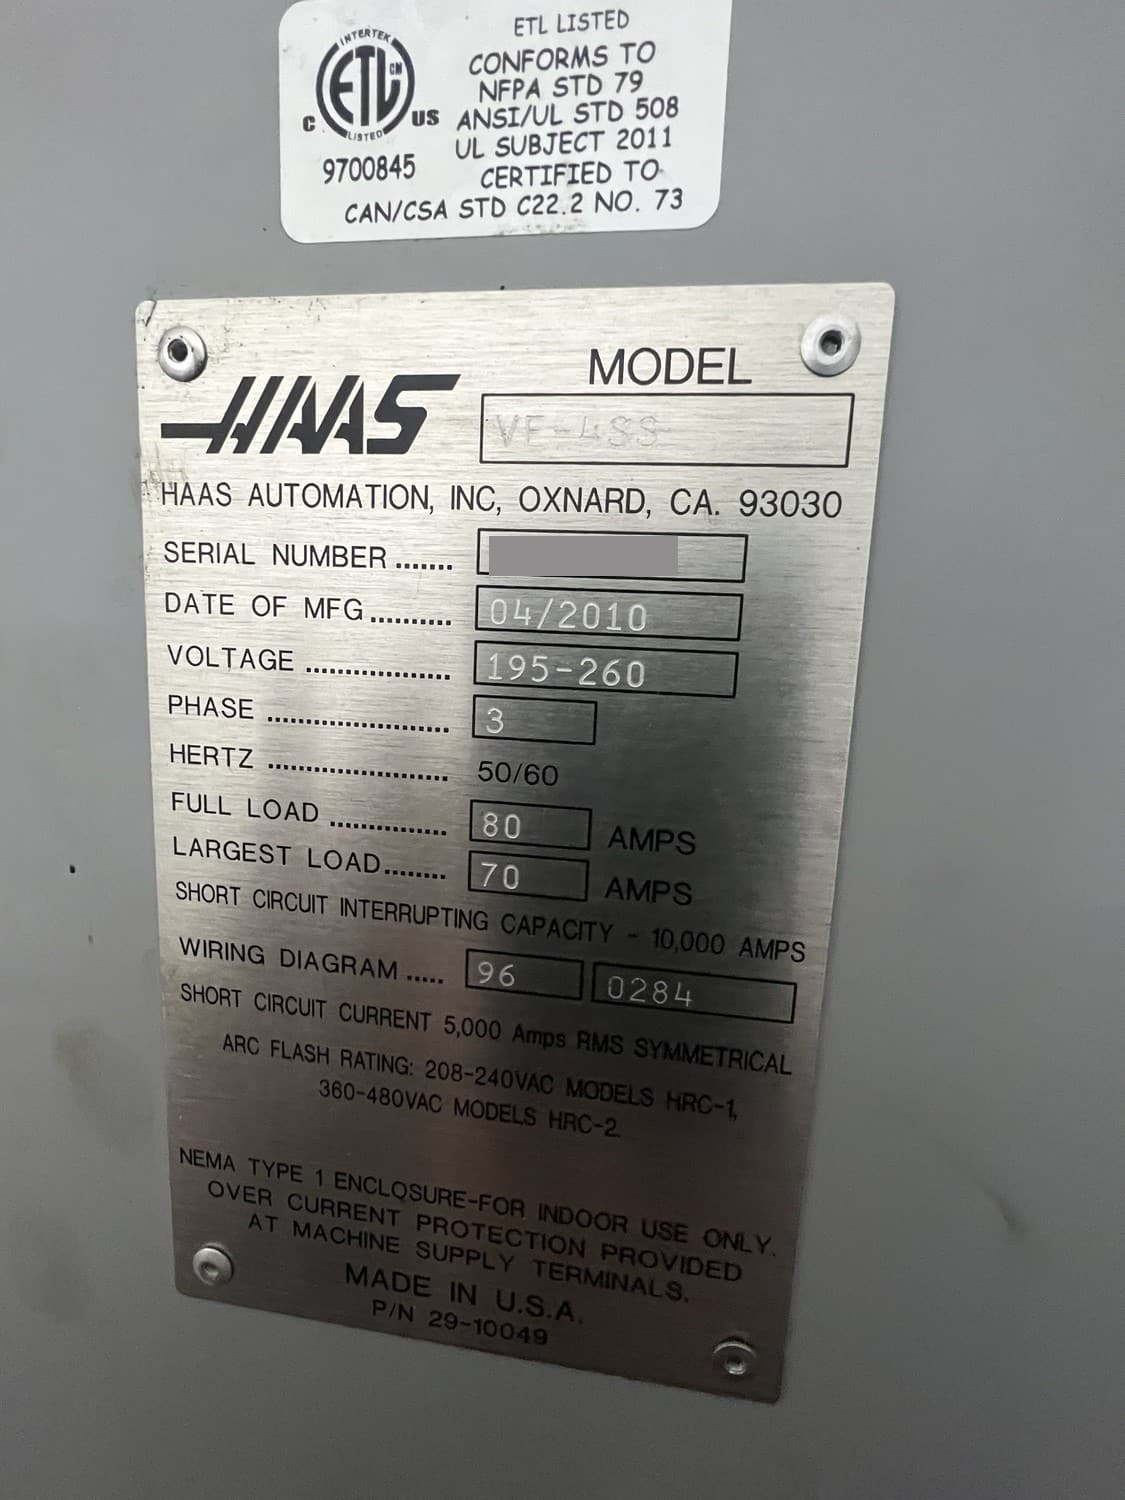 INTERTEK
ETL CM
C US
LISTED
9700845
ETL LISTED
CONFORMS TO
NFPA STD 79
ANSI/UL STD 508
UL SUBJECT 2011
CERTIFIED TO
CAN/CSA STD C22.2 NO. 73
HAAS
MODEL
VF-4SS
HAAS AUTOMATION, INC, OXNARD, CA. 93030
SERIAL NUMBER .......
DATE OF MFG.......... 04/2010
VOLTAGE ................... 195-260
PHASE ........................ 3
HERTZ ........................ 50/60
FULL LOAD ............... 80 AMPS
LARGEST LOAD........ 70 AMPS
SHORT CIRCUIT INTERRUPTING CAPACITY - 10,000 AMPS
WIRING DIAGRAM ..... 96 0284
SHORT CIRCUIT CURRENT 5,000 Amps RMS SYMMETRICAL
ARC FLASH RATING: 208-240VAC MODELS HRC-1,
360-480VAC MODELS HRC-2.
NEMA TYPE 1 ENCLOSURE-FOR INDOOR USE ONLY.
OVER CURRENT PROTECTION PROVIDED
AT MACHINE SUPPLY TERMINALS.
MADE IN U.S.A.
P/N 29-10049